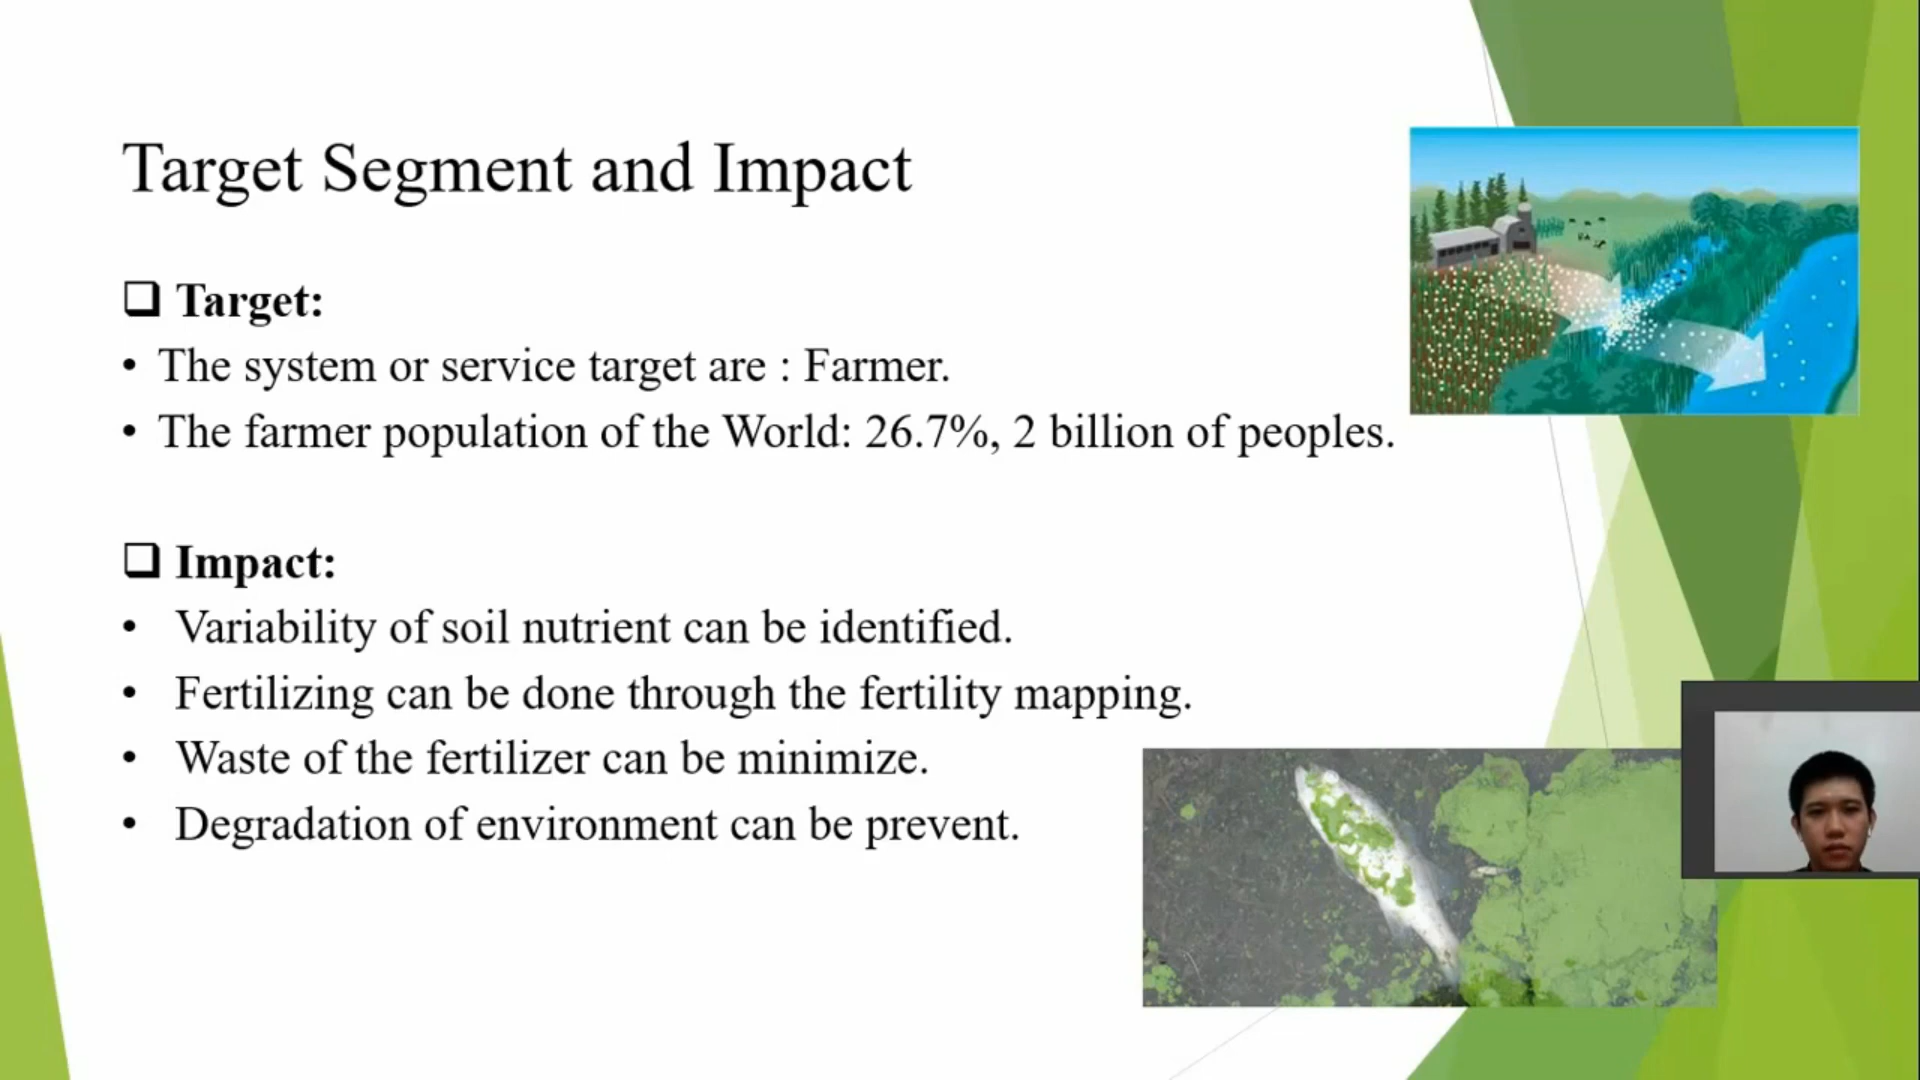 Target Segment and Impact
❑ Target:
• The system or service target are : Farmer.
• The farmer population of the World: 26.7%, 2 billion of peoples.
❑ Impact:
• Variability of soil nutrient can be identified.
• Fertilizing can be done through the fertility mapping.
• Waste of the fertilizer can be minimize.
• Degradation of environment can be prevent.